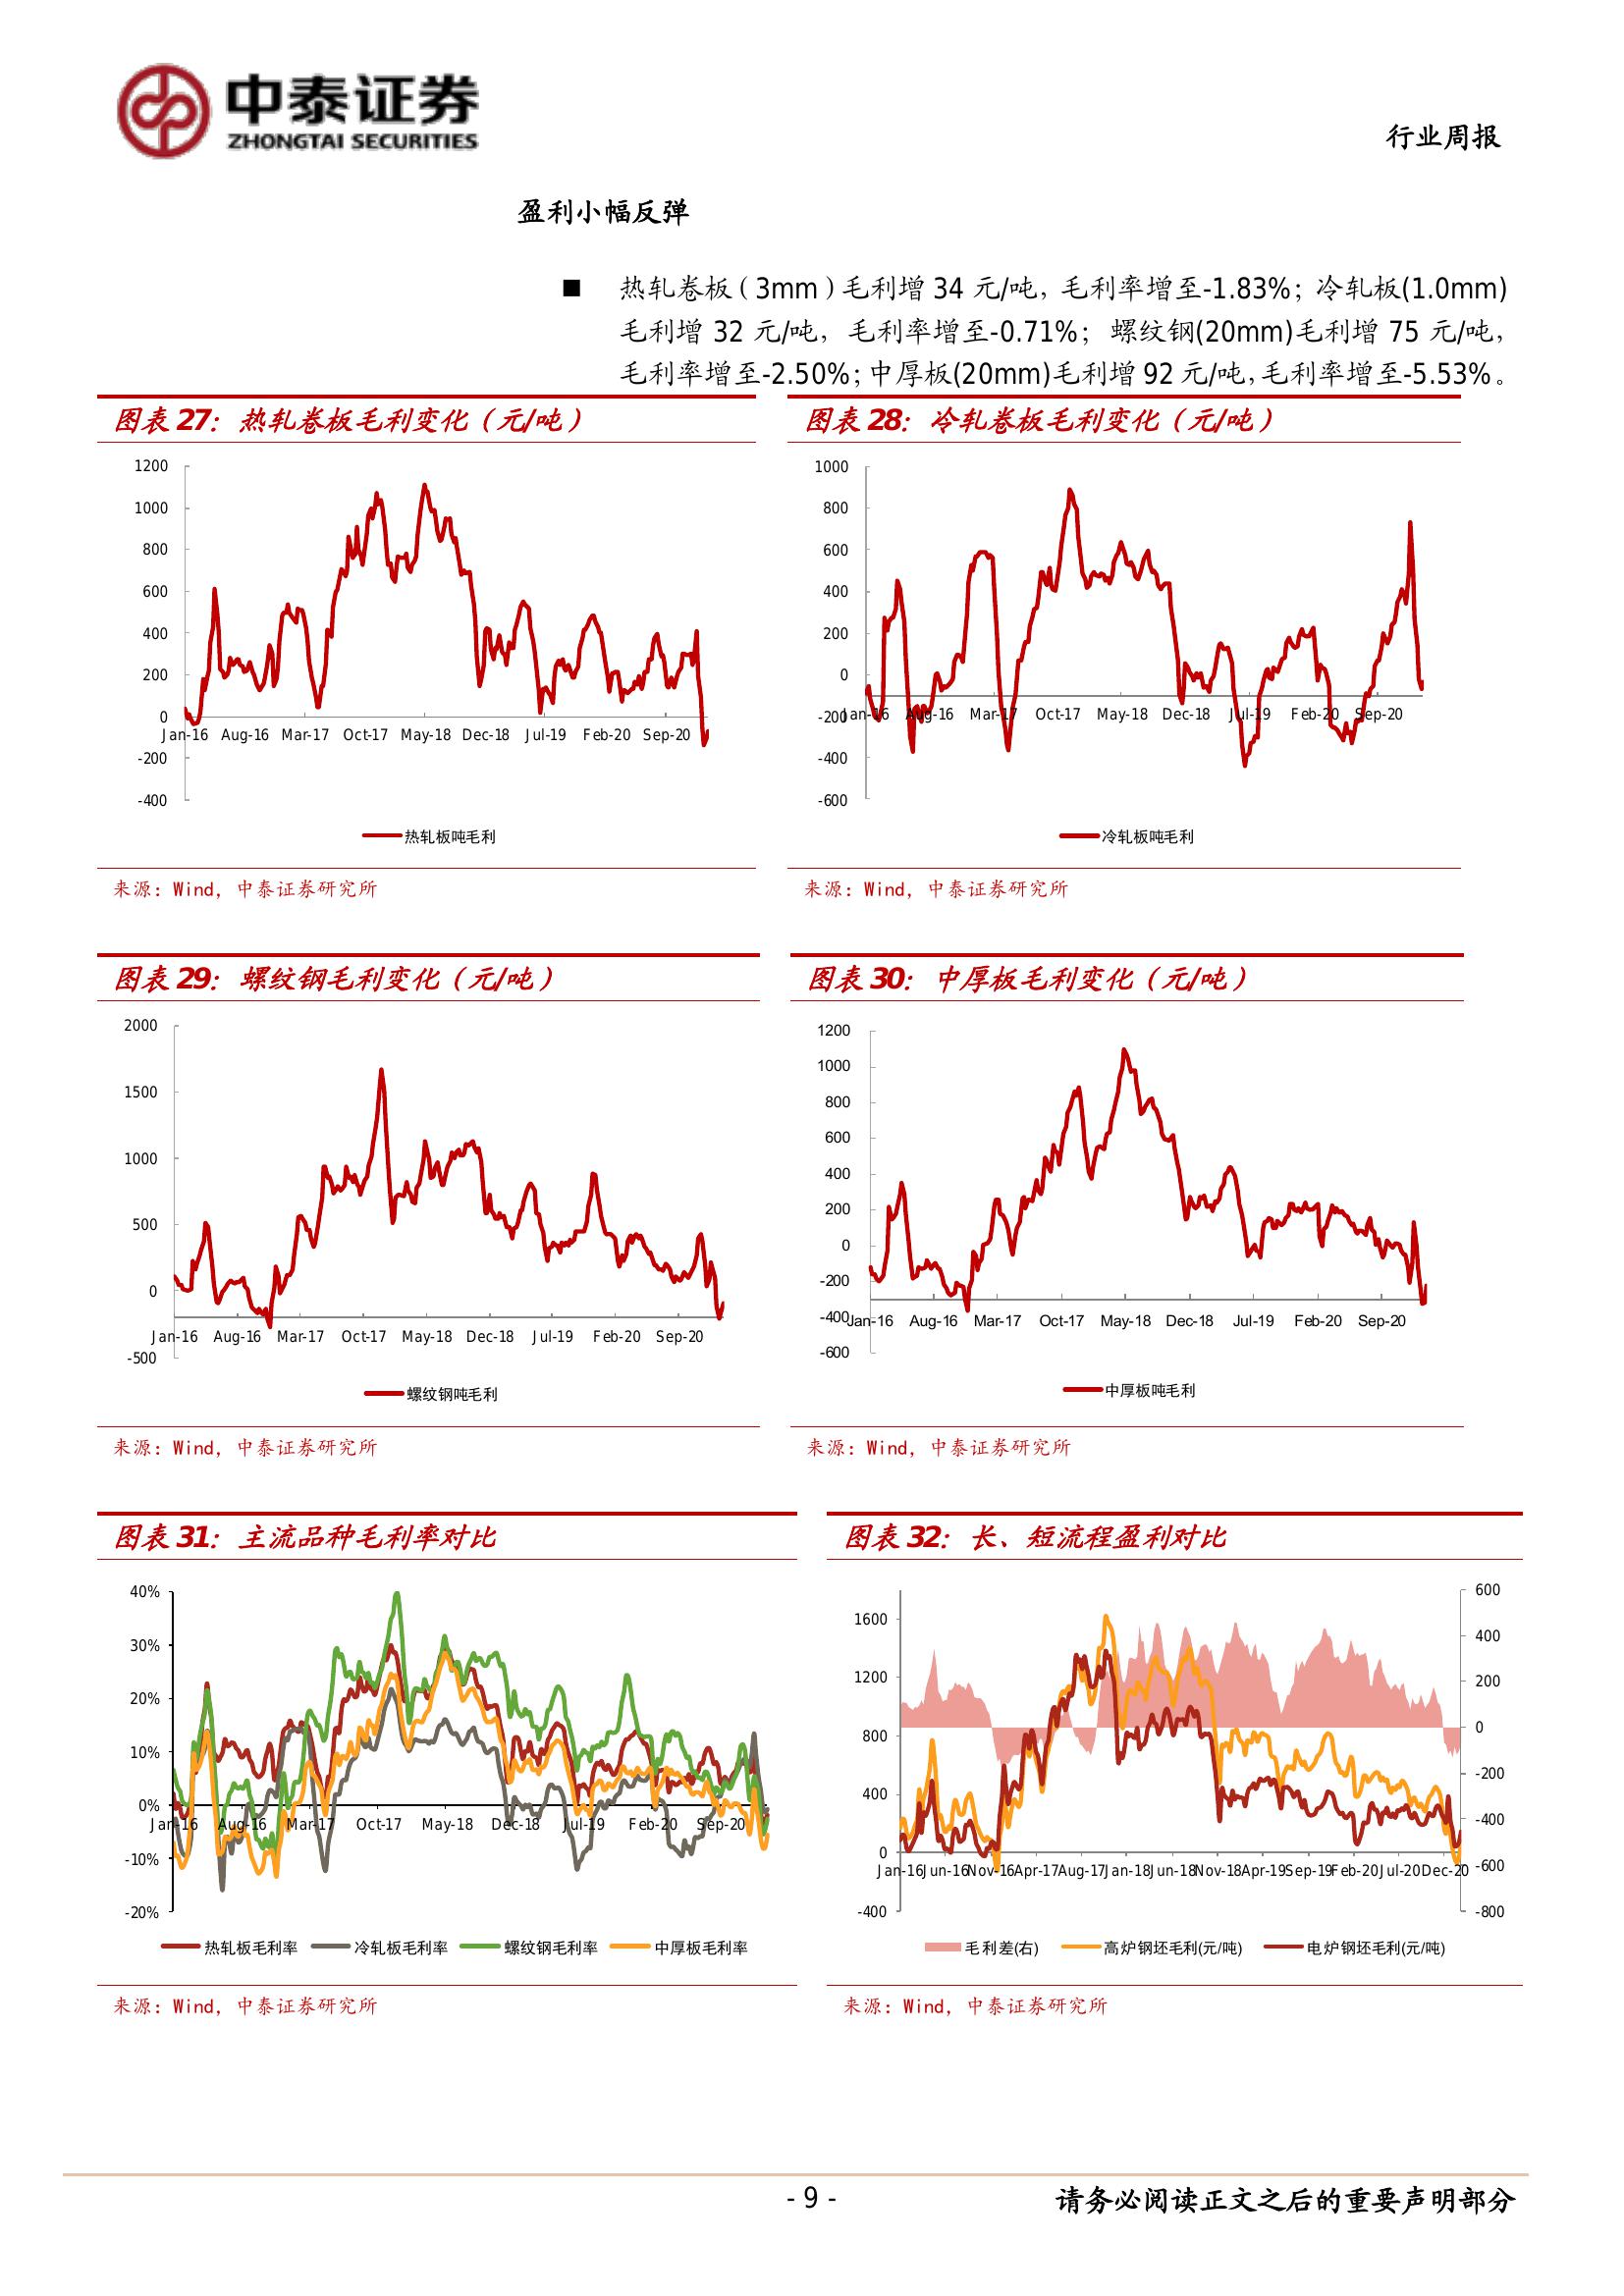 中泰证券
ZHONGTAI SECURITIES
行业周报
盈利小幅反弹
■ 热轧卷板（3mm）毛利增 34 元/吨，毛利率增至-1.83%；冷轧板(1.0mm)
毛利增 32 元/吨，毛利率增至-0.71%；螺纹钢(20mm)毛利增 75 元/吨，
毛利率增至-2.50%；中厚板(20mm)毛利增 92 元/吨，毛利率增至-5.53%。
图表 27：热轧卷板毛利变化（元/吨）
1200
1000
800
600
400
200
0
-200
-400
Jan-16 Aug-16 Mar-17 Oct-17 May-18 Dec-18 Jul-19 Feb-20 Sep-20
热轧板吨毛利
来源：Wind，中泰证券研究所
图表 28：冷轧卷板毛利变化（元/吨）
1000
800
600
400
200
0
-200
-400
-600
Jan-16 Aug-16 Mar-17 Oct-17 May-18 Dec-18 Jul-19 Feb-20 Sep-20
冷轧板吨毛利
来源：Wind，中泰证券研究所
图表 29：螺纹钢毛利变化（元/吨）
2000
1500
1000
500
0
-500
Jan-16 Aug-16 Mar-17 Oct-17 May-18 Dec-18 Jul-19 Feb-20 Sep-20
螺纹钢吨毛利
来源：Wind，中泰证券研究所
图表 30：中厚板毛利变化（元/吨）
1200
1000
800
600
400
200
0
-200
-400
-600
Jan-16 Aug-16 Mar-17 Oct-17 May-18 Dec-18 Jul-19 Feb-20 Sep-20
中厚板吨毛利
来源：Wind，中泰证券研究所
图表 31：主流品种毛利率对比
40%
30%
20%
10%
0%
-10%
-20%
Jan-16 Aug-16 Mar-17 Oct-17 May-18 Dec-18 Jul-19 Feb-20 Sep-20
热轧板毛利率 冷轧板毛利率 螺纹钢毛利率 中厚板毛利率
来源：Wind，中泰证券研究所
图表 32：长、短流程盈利对比
1600
1200
800
400
0
-400
600
400
200
0
-200
-400
-600
-800
Jan-16 Jun-16 Nov-16 Apr-17 Aug-17 Jan-18 Jun-18 Nov-18 Apr-19 Sep-19 Feb-20 Jul-20 Dec-20
毛利差(右) 高炉钢坯毛利(元/吨) 电炉钢坯毛利(元/吨)
来源：Wind，中泰证券研究所
- 9 -
请务必阅读正文之后的重要声明部分